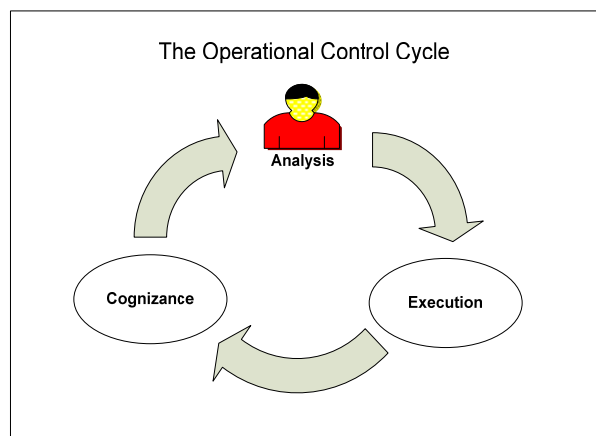 The Operational Control Cycle
Analysis
Cognizance
Execution